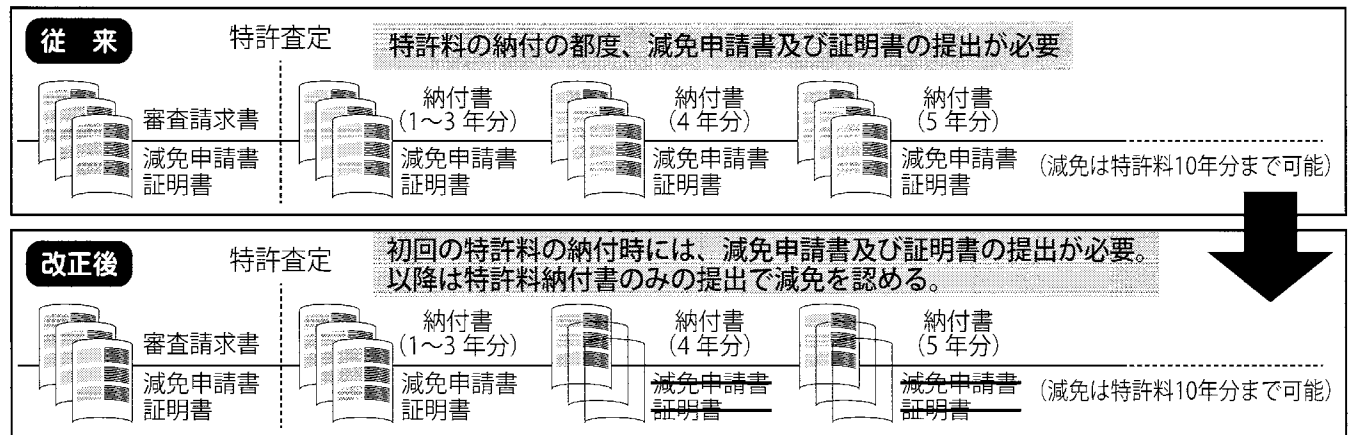 従来
特許査定
特許料の納付の都度、減免申請書及び証明書の提出が必要
審査請求書
減免申請書
証明書
納付書
(1～3年分)
減免申請書
証明書
納付書
(4年分)
減免申請書
証明書
納付書
(5年分)
減免申請書
証明書
(減免は特許料10年分まで可能)
改正後
特許査定
初回の特許料の納付時には、減免申請書及び証明書の提出が必要。
以降は特許料納付書のみの提出で減免を認める。
審査請求書
減免申請書
証明書
納付書
(1～3年分)
減免申請書
証明書
納付書
(4年分)
減免申請書
証明書
納付書
(5年分)
減免申請書
証明書
(減免は特許料10年分まで可能)